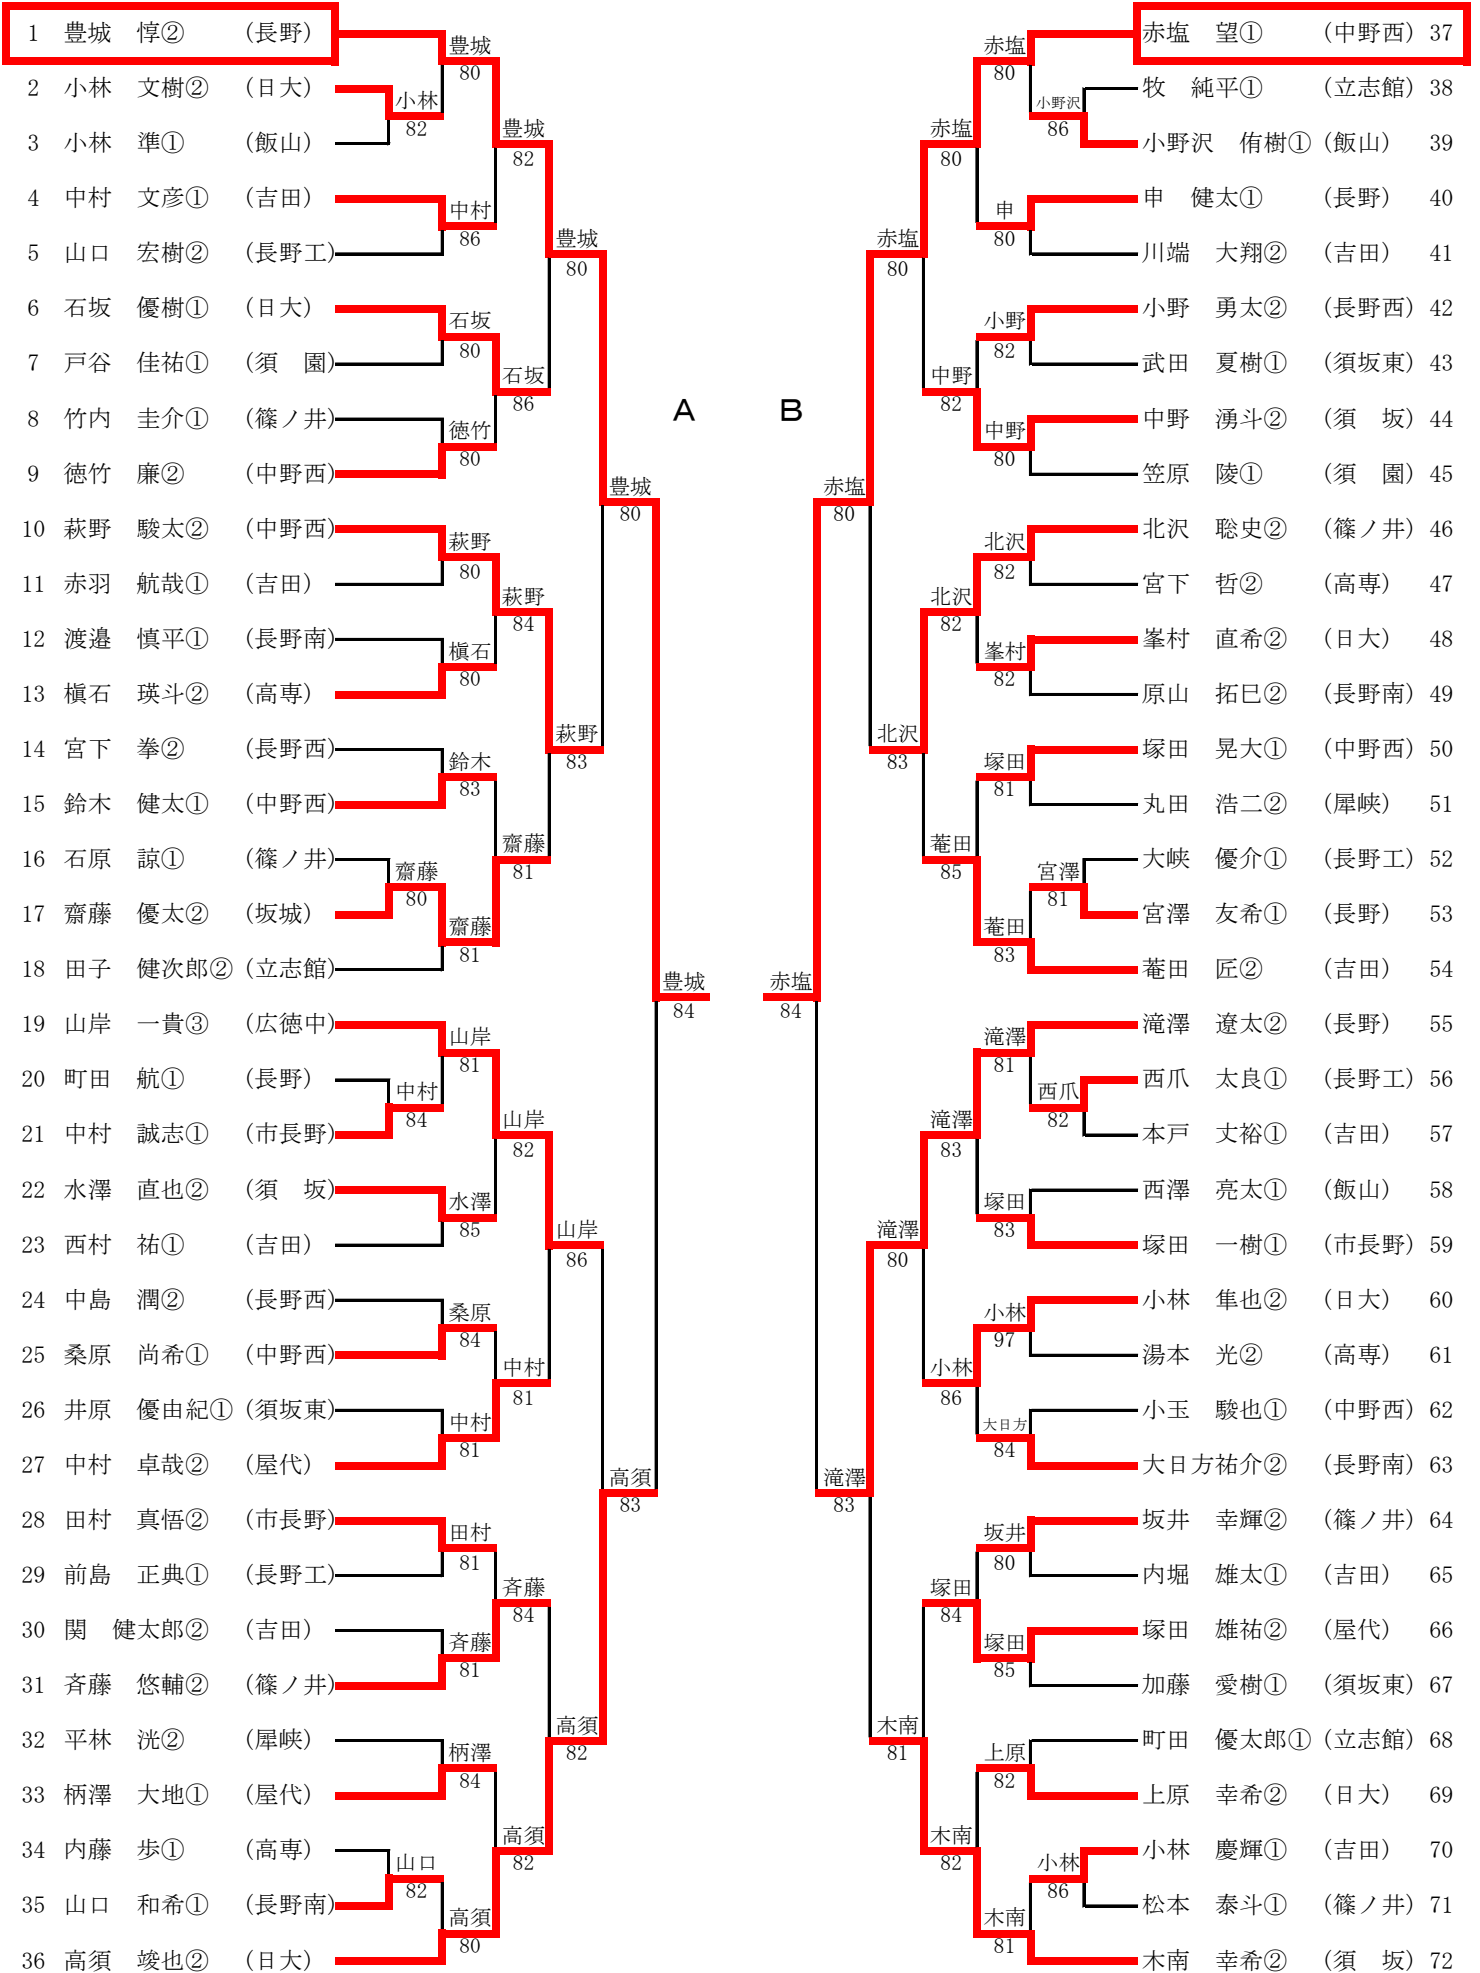 1 豊城 惇② (長野)
2 小林 文樹② (日大)
3 小林 準① (飯山)
4 中村 文彦① (吉田)
5 山口 宏樹② (長野工)
6 石坂 優樹① (日大)
7 戸谷 佳祐① (須 園)
8 竹内 圭介① (篠ノ井)
9 徳竹 廉② (中野西)
10 萩野 駿太② (中野西)
11 赤羽 航哉① (吉田)
12 渡邉 慎平① (長野南)
13 槇石 瑛斗② (高専)
14 宮下 拳② (長野西)
15 鈴木 健太① (中野西)
16 石原 諒① (篠ノ井)
17 齋藤 優太② (坂城)
18 田子 健次郎② (立志館)
19 山岸 一貴③ (広徳中)
20 町田 航① (長野)
21 中村 誠志① (市長野)
22 水澤 直也② (須 坂)
23 西村 祐① (吉田)
24 中島 潤② (長野西)
25 桑原 尚希① (中野西)
26 井原 優由紀① (須坂東)
27 中村 卓哉② (屋代)
28 田村 真悟② (市長野)
29 前島 正典① (長野工)
30 関 健太郎② (吉田)
31 斉藤 悠輔② (篠ノ井)
32 平林 洸② (犀峡)
33 柄澤 大地① (屋代)
34 内藤 歩① (高専)
35 山口 和希① (長野南)
36 高須 竣也② (日大)
小林
82
齋藤
80
中村
84
山口
82
豊城
80
中村
86
石坂
80
徳竹
80
萩野
80
槇石
80
鈴木
83
齋藤
81
山岸
81
水澤
85
桑原
84
中村
81
田村
81
斉藤
81
柄澤
84
高須
80
豊城
82
石坂
86
萩野
84
齋藤
81
山岸
82
中村
81
斉藤
84
高須
82
豊城
80
萩野
83
山岸
86
高須
82
豊城
80
高須
83
豊城
84
A
B
赤塩
84
赤塩
80
滝澤
83
赤塩
80
北沢
83
滝澤
80
木南
81
赤塩
80
中野
82
北沢
82
菴田
85
滝澤
83
小林
86
塚田
84
木南
82
赤塩
80
申
80
小野
82
中野
80
北沢
82
峯村
82
塚田
81
菴田
83
滝澤
81
塚田
83
小林
97
大日方
84
坂井
80
塚田
85
上原
82
木南
81
小野沢
86
宮澤
81
西爪
82
小林
86
赤塩 望① (中野西) 37
牧 純平① (立志館) 38
小野沢 侑樹① (飯山) 39
申 健太① (長野) 40
川端 大翔② (吉田) 41
小野 勇太② (長野西) 42
武田 夏樹① (須坂東) 43
中野 湧斗② (須 坂) 44
笠原 陵① (須 園) 45
北沢 聡史② (篠ノ井) 46
宮下 哲② (高専) 47
峯村 直希② (日大) 48
原山 拓巳② (長野南) 49
塚田 晃大① (中野西) 50
丸田 浩二② (犀峡) 51
大峡 優介① (長野工) 52
宮澤 友希① (長野) 53
菴田 匠② (吉田) 54
滝澤 遼太② (長野) 55
西爪 太良① (長野工) 56
本戸 丈裕① (吉田) 57
西澤 亮太① (飯山) 58
塚田 一樹① (市長野) 59
小林 隼也② (日大) 60
湯本 光② (高専) 61
小玉 駿也① (中野西) 62
大日方祐介② (長野南) 63
坂井 幸輝② (篠ノ井) 64
内堀 雄太① (吉田) 65
塚田 雄祐② (屋代) 66
加藤 愛樹① (須坂東) 67
町田 優太郎① (立志館) 68
上原 幸希② (日大) 69
小林 慶輝① (吉田) 70
松本 泰斗① (篠ノ井) 71
木南 幸希② (須 坂) 72